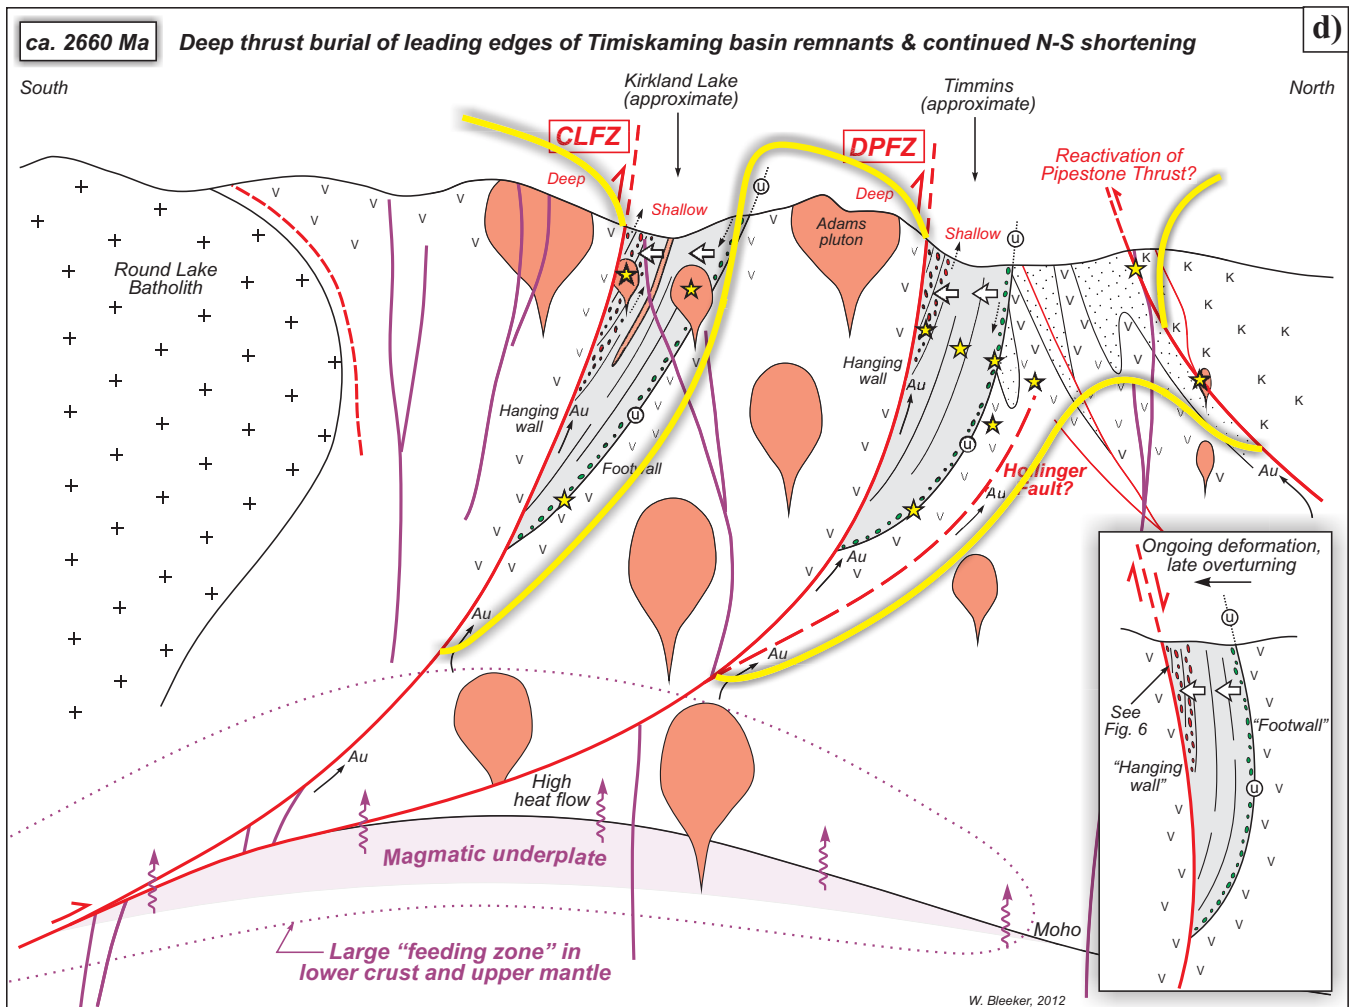 d)
ca. 2660 Ma
Deep thrust burial of leading edges of Timiskaming basin remnants & continued N-S shortening
South
Kirkland Lake
(approximate)
Timmins
(approximate)
North
CLFZ
DPFZ
Reactivation of
Pipestone Thrust?
Deep
Shallow
u
Deep
Shallow
u
Adams
pluton
Round Lake
Batholith
Hanging
wall
Au
Footwall
u
Hanging
wall
Au
u
Hollinger
Fault?
Au
Au
Au
Au
Au
Au
High
heat flow
Magmatic underplate
Large “feeding zone” in
lower crust and upper mantle
Moho
Ongoing deformation,
late overturning
u
See
Fig. 6
“Footwall”
“Hanging
wall”
u
W. Bleeker, 2012
V V V V V V V V
K K K K K K K K